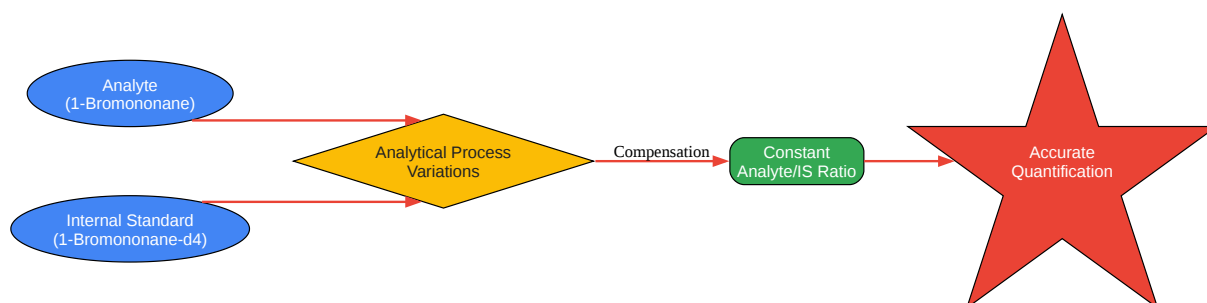 Analyte
(1-Bromononane)
Internal Standard
(1-Bromononane-d4)
Analytical Process
Variations
Compensation
Constant
Analyte/IS Ratio
Accurate
Quantification